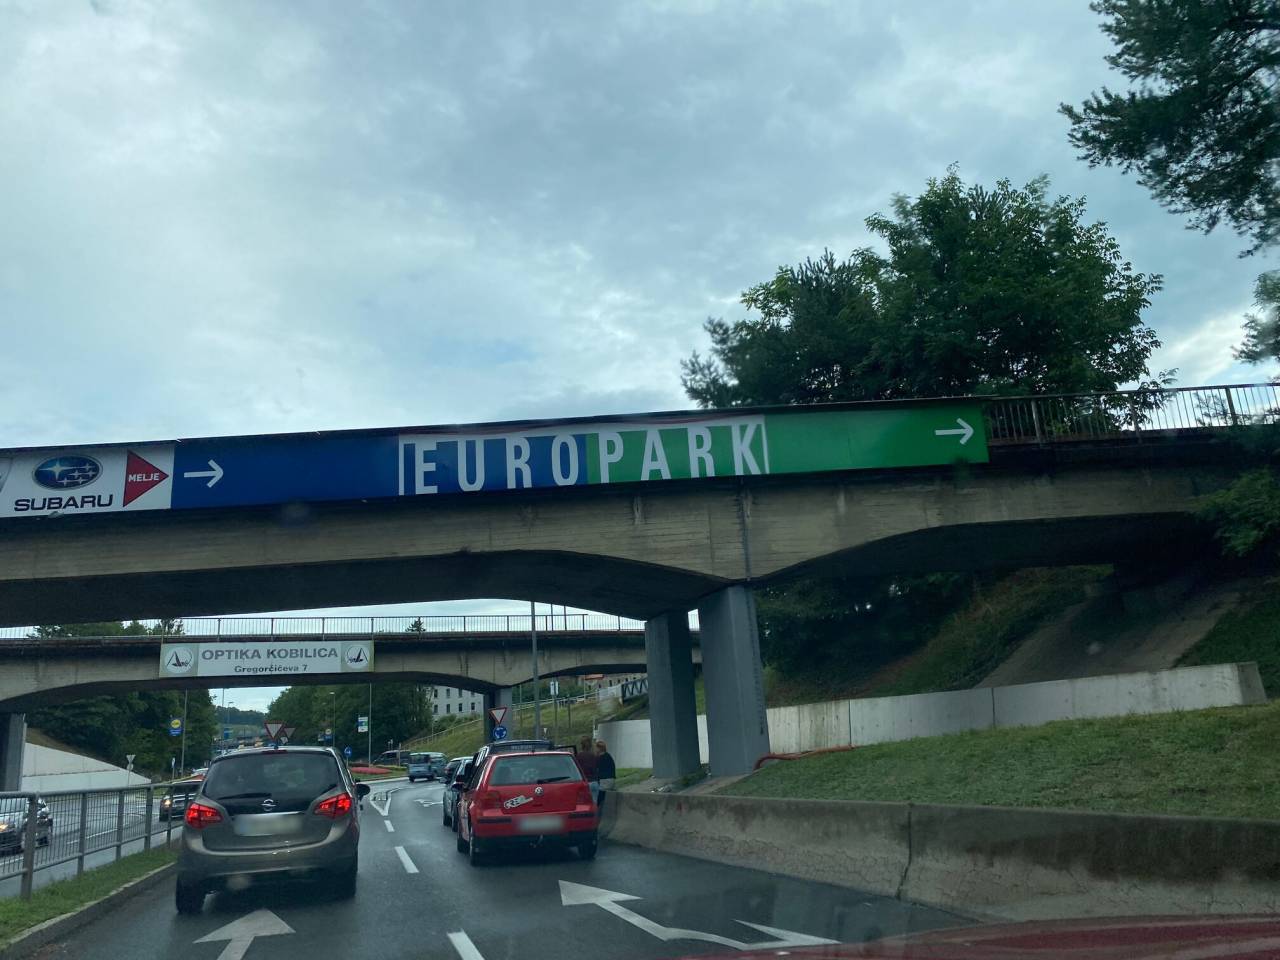 SUBARU
MELJE
EUROPARK
OPTIKA KOBILICA
Gregorčičeva 7